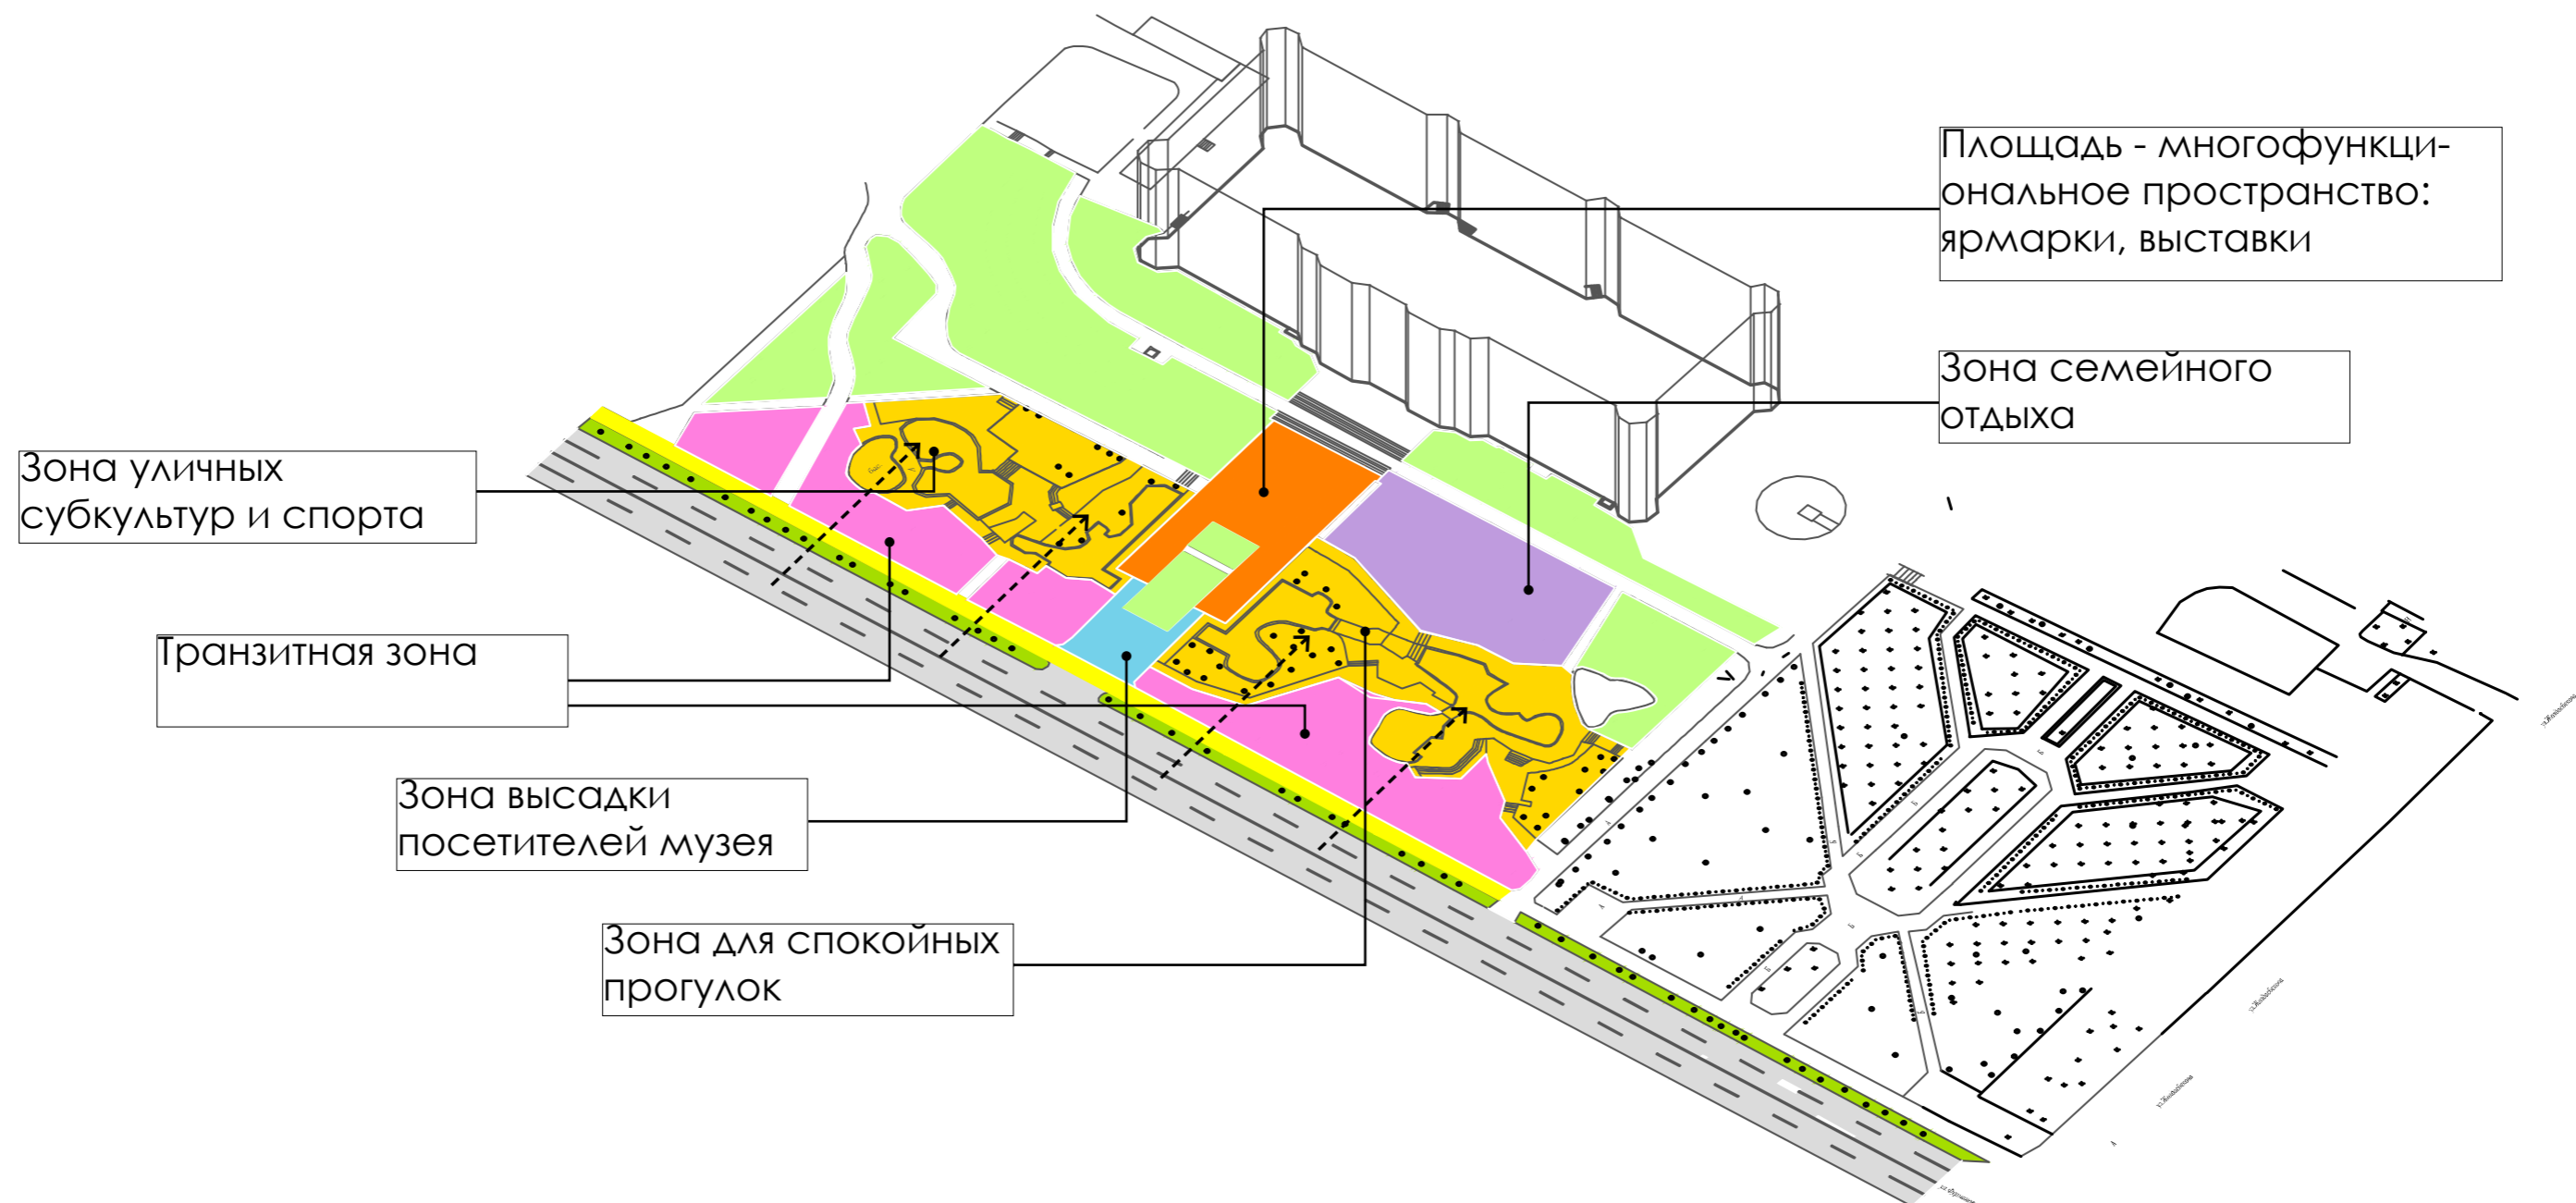 Площадь - многофункци-
ональное пространство:
ярмарки, выставки
Зона семейного
отдыха
Зона уличных
субкультур и спорта
Транзитная зона
Зона высадки
посетителей музея
Зона для спокойных
прогулок